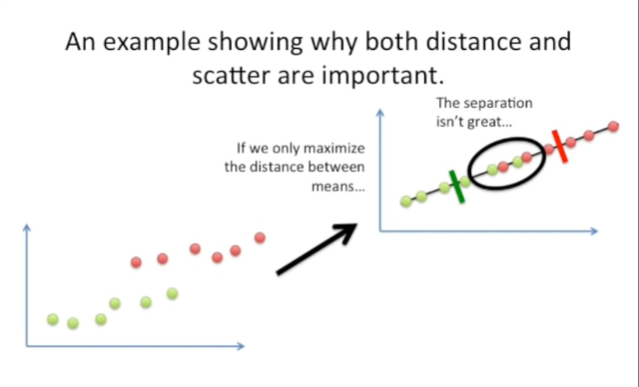 An example showing why both distance and
scatter are important.
The separation
isn't great...
If we only maximize
the distance between
means...